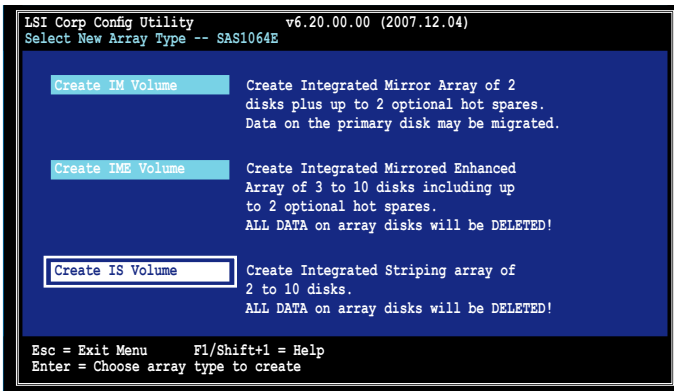 LSI Corp Config Utility v6.20.00.00 (2007.12.04)
Select New Array Type -- SAS1064E
Create IM Volume Create Integrated Mirror Array of 2
disks plus up to 2 optional hot spares.
Data on the primary disk may be migrated.
Create IME Volume Create Integrated Mirrored Enhanced
Array of 3 to 10 disks including up
to 2 optional hot spares.
ALL DATA on array disks will be DELETED!
Create IS Volume Create Integrated Striping array of
2 to 10 disks.
ALL DATA on array disks will be DELETED!
Esc = Exit Menu F1/Shift+1 = Help
Enter = Choose array type to create